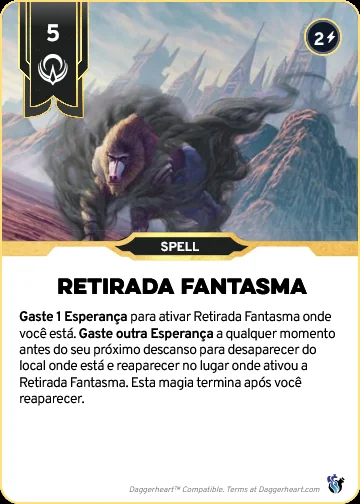 5
2
SPELL
RETIRADA FANTASMA
Gaste 1 Esperança para ativar Retirada Fantasma onde
você está. Gaste outra Esperança a qualquer momento
antes do seu próximo descanso para desaparecer do
local onde está e reaparecer no lugar onde ativou a
Retirada Fantasma. Esta magia termina após você
reaparecer.
Daggerheart™ Compatible. Terms at Daggerheart.com